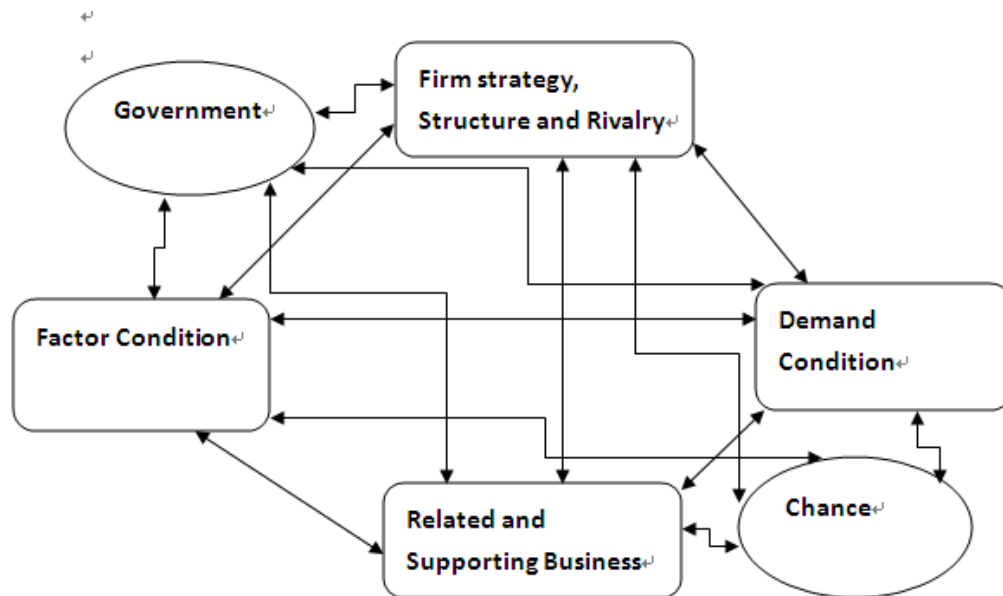 Government
Firm strategy,
Structure and Rivalry
Factor Condition
Demand
Condition
Related and
Supporting Business
Chance